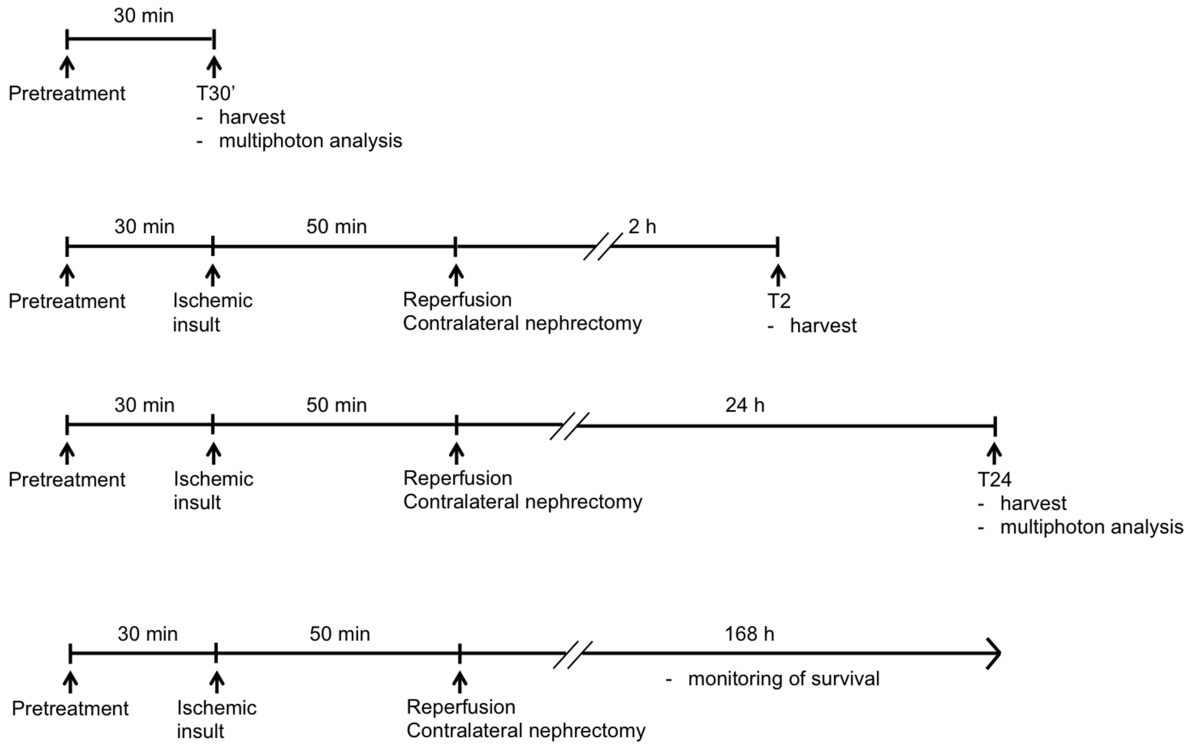 30 min
Pretreatment
T30’
- harvest
- multiphoton analysis
30 min
50 min
2 h
Pretreatment
Ischemic
insult
Reperfusion
Contralateral nephrectomy
T2
- harvest
30 min
50 min
24 h
Pretreatment
Ischemic
insult
Reperfusion
Contralateral nephrectomy
T24
- harvest
- multiphoton analysis
30 min
50 min
168 h
- monitoring of survival
Pretreatment
Ischemic
insult
Reperfusion
Contralateral nephrectomy